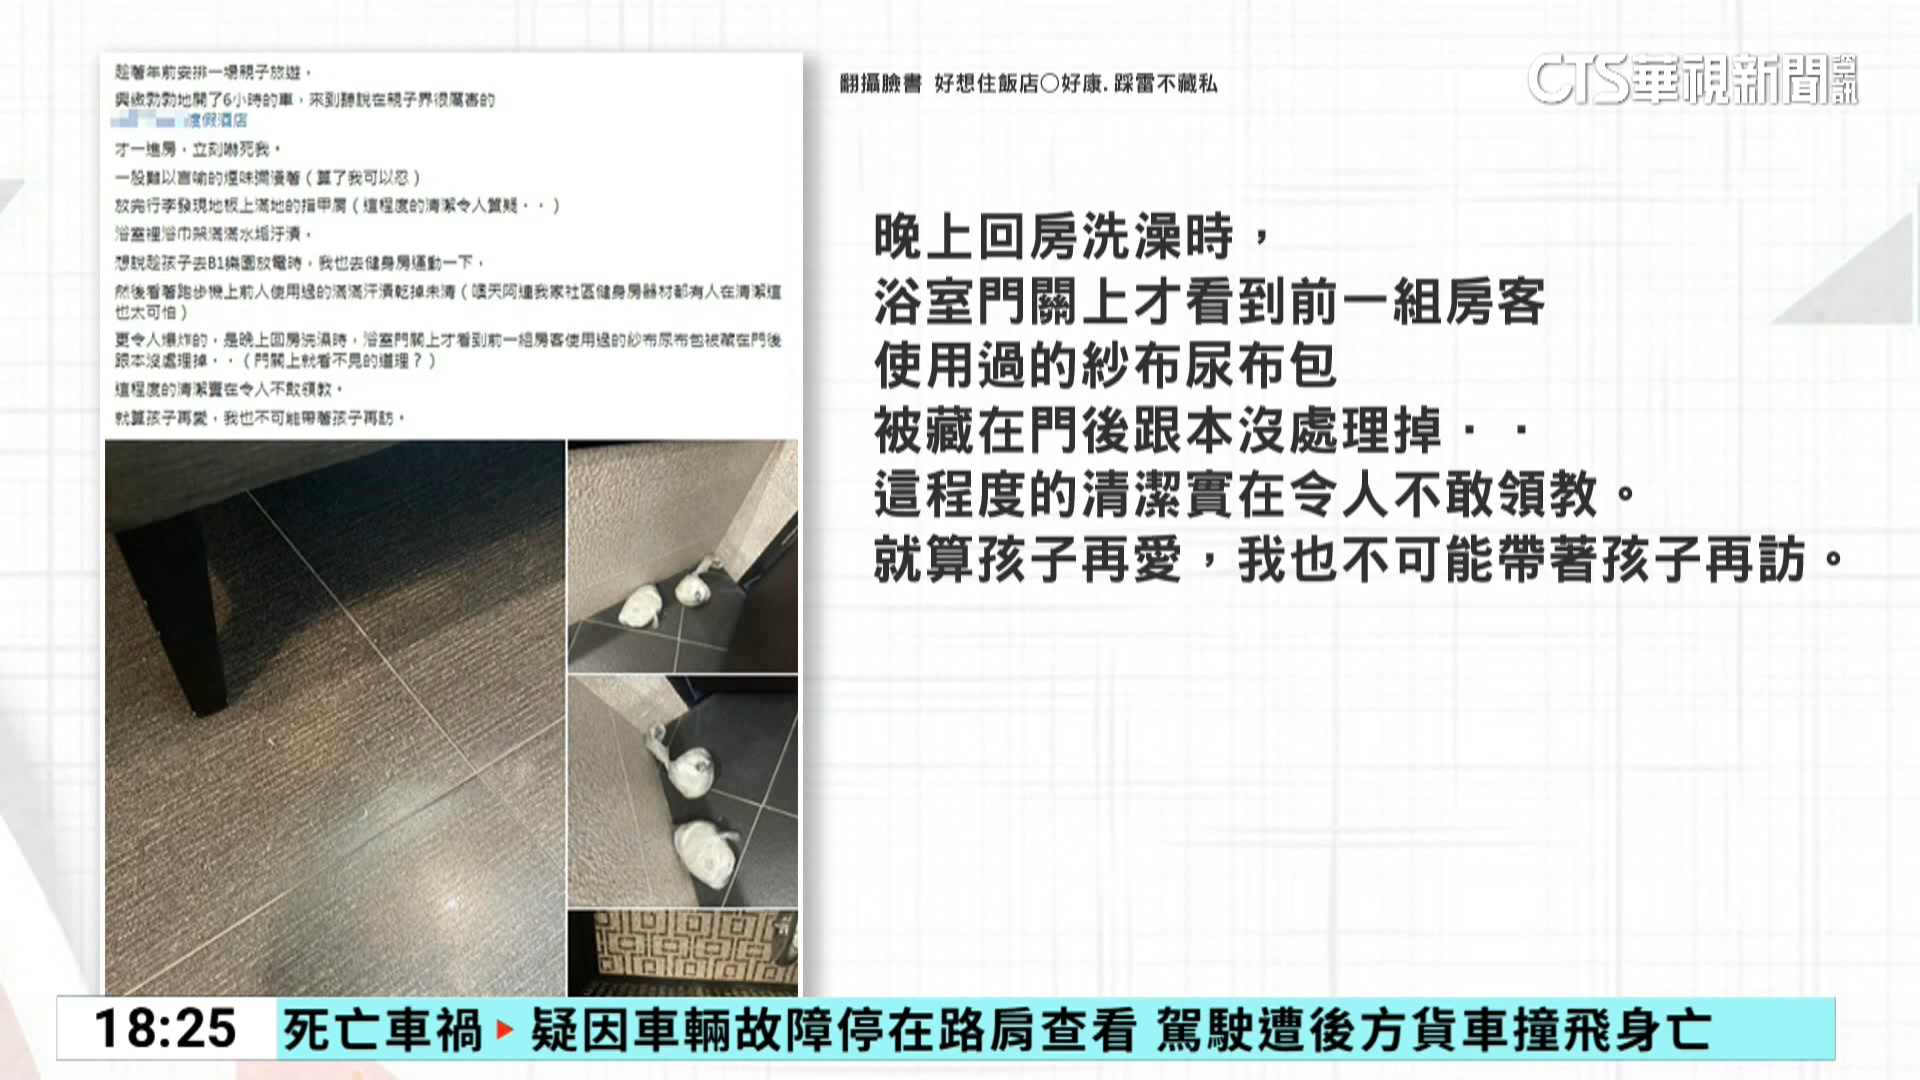 趁著年前安排一場親子旅遊，
興緻勃勃地開了6小時的車，來到聽說在親子界很厲害的
度假酒店
才一進房，立刻嚇死我。
一股難以言喻的煙味瀰漫著（算了我可以忍）
放完行李發現地板上滿地的指甲屑（這程度的清潔令人質疑．．）
浴室裡浴巾架滿滿水垢汙漬，
想說趁孩子去B1樂園放電時，我也去健身房運動一下，
然後看著跑步機上前人使用過的滿滿汗漬乾掉未清（噢天阿連我家社區健身房器材都有人在清潔這
也太可怕）
更令人爆炸的，是晚上回房洗澡時，浴室門關上才看到前一組房客使用過的紗布尿布包被藏在門後
跟本沒處理掉．．（門關上就看不見的道理？）
這程度的清潔實在令人不敢領教。
就算孩子再愛，我也不可能帶著孩子再訪。
翻攝臉書 好想住飯店〇好康.踩雷不藏私
CTS華視新聞資訊
晚上回房洗澡時，
浴室門關上才看到前一組房客
使用過的紗布尿布包
被藏在門後跟本沒處理掉．．
這程度的清潔實在令人不敢領教。
就算孩子再愛，我也不可能帶著孩子再訪。
18:25 死亡車禍▶疑因車輛故障停在路肩查看 駕駛遭後方貨車撞飛身亡